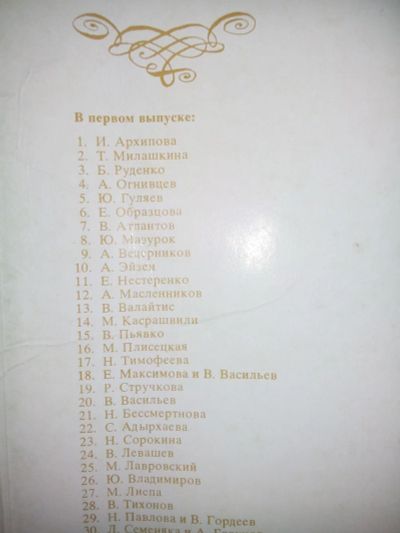 В первом выпуске:
1. И. Архипова
2. Т. Милашкина
3. Б. Руденко
4. А. Огнивцев
5. Ю. Гуляев
6. Е. Образцова
7. В. Атлантов
8. Ю. Мазурок
9. А. Ведерников
10. А. Эйзен
11. Е. Нестеренко
12. А. Масленников
13. В. Валайтис
14. М. Касрашвили
15. В. Пьявко
16. М. Плисецкая
17. Н. Тимофеева
18. Е. Максимова и В. Васильев
19. Р. Стручкова
20. В. Васильев
21. Н. Бессмертнова
22. С. Адырхаева
23. Н. Сорокина
24. В. Левашев
25. М. Лавровский
26. Ю. Владимиров
27. М. Лиепа
28. В. Тихонов
29. Н. Павлова и В. Гордеев
30. Л. Семеняка и А.